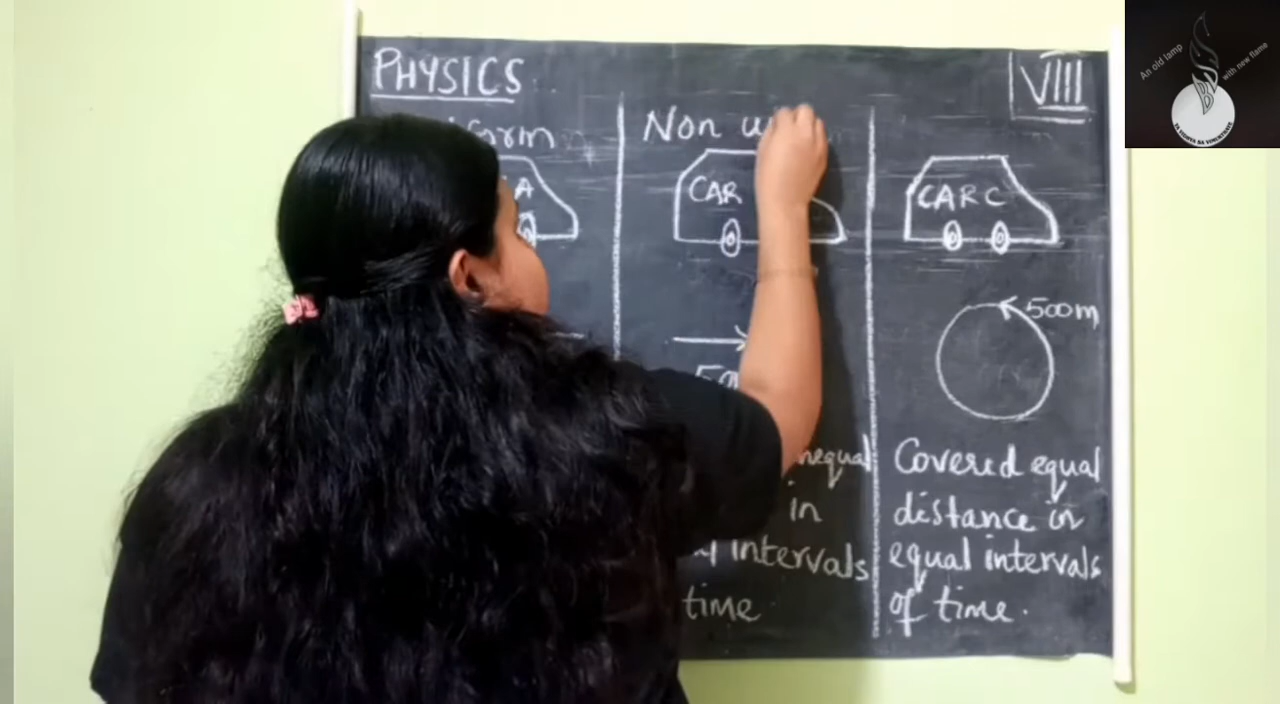 PHYSICS
VIII
Non
CAR
CAR C
A
500m
Covered equal
distance in
equal intervals
of time.
in
intervals
time
An old lamp
with new flame